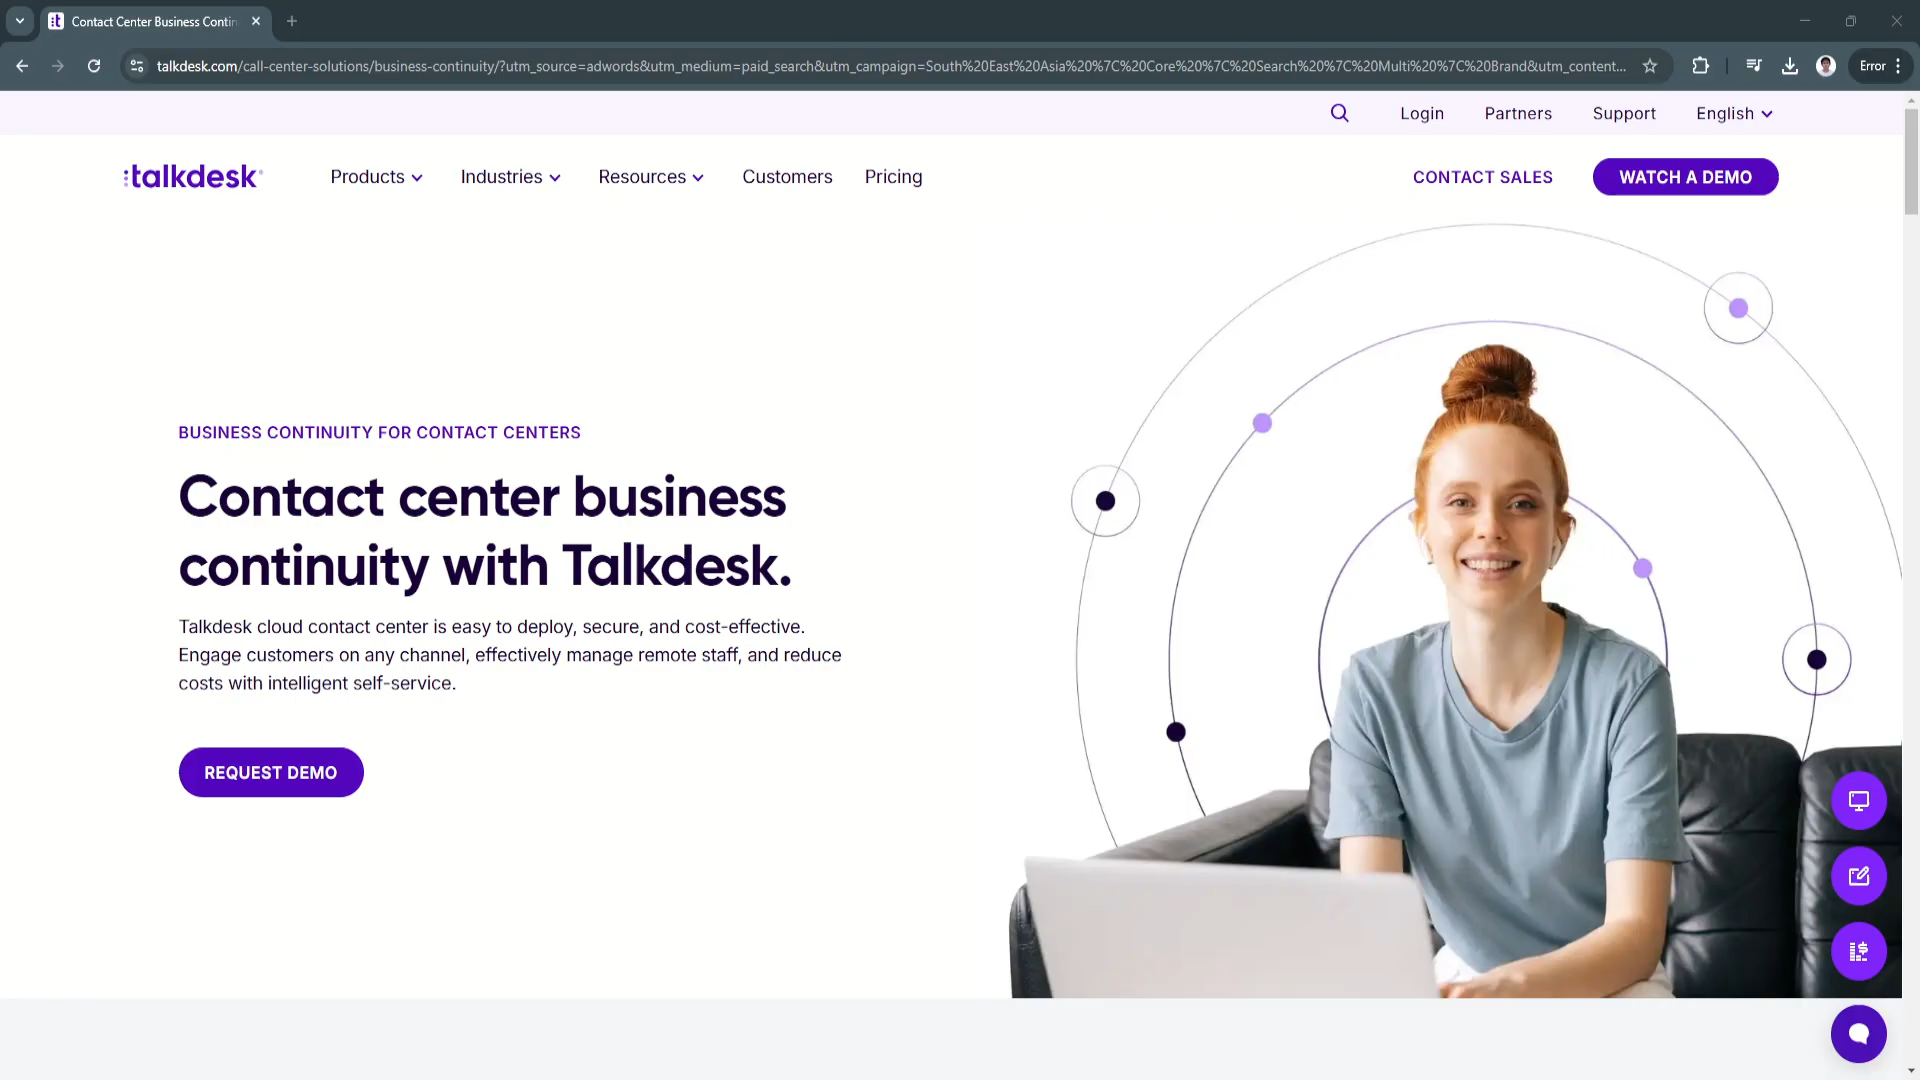 Contact Center Business Contin
talkdesk.com/call-center-solutions/business-continuity/?utm_source=adwords&utm_medium=paid_search&utm_campaign=South%20East%20Asia%20%7C%20Core%20%7C%20Search%20%7C%20Multi%20%7C%20Brand&utm_content...
Error
Login
Partners
Support
English
:talkdesk
Products
Industries
Resources
Customers
Pricing
CONTACT SALES
WATCH A DEMO
BUSINESS CONTINUITY FOR CONTACT CENTERS
Contact center business
continuity with Talkdesk.
Talkdesk cloud contact center is easy to deploy, secure, and cost-effective.
Engage customers on any channel, effectively manage remote staff, and reduce
costs with intelligent self-service.
REQUEST DEMO